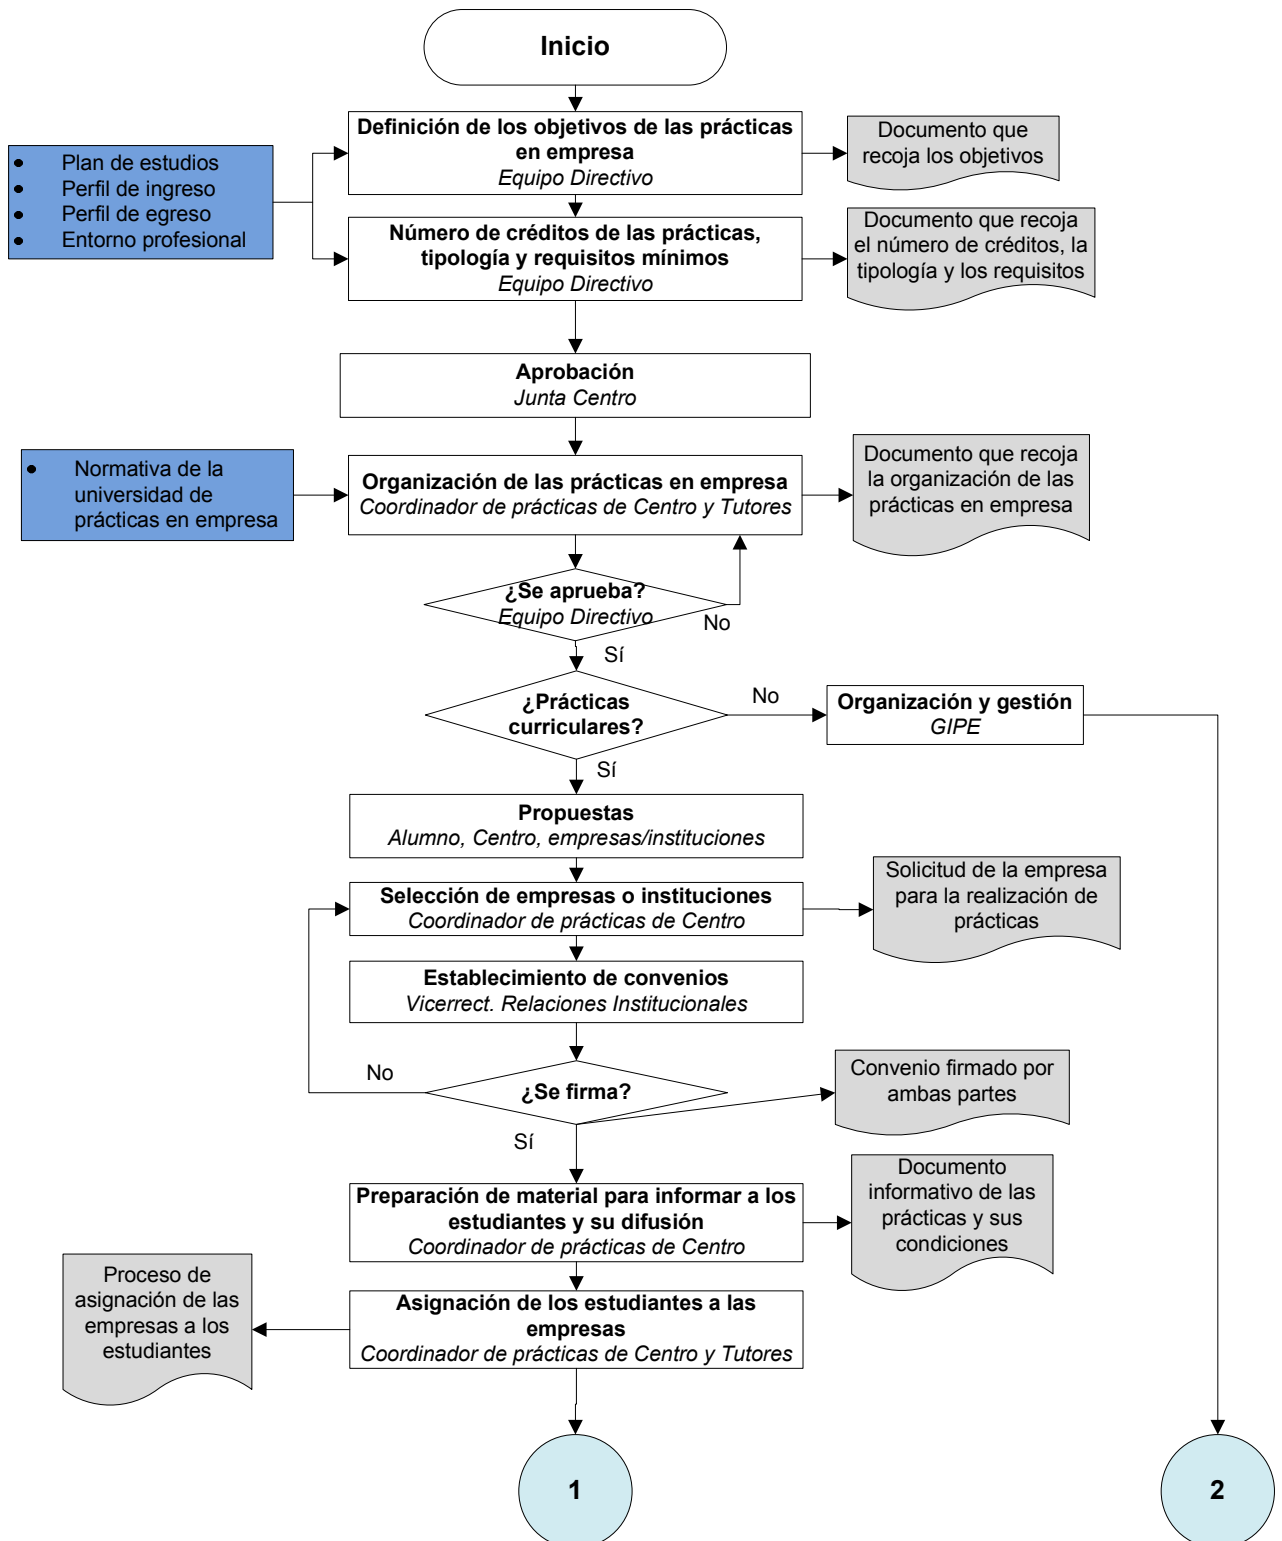 Inicio
Definición de los objetivos de las prácticas
en empresa
Equipo Directivo
Documento que
recoja los objetivos
• Plan de estudios
• Perfil de ingreso
• Perfil de egreso
• Entorno profesional
Número de créditos de las prácticas,
tipología y requisitos mínimos
Equipo Directivo
Documento que recoja
el número de créditos, la
tipología y los requisitos
Aprobación
Junta Centro
• Normativa de la
universidad de
prácticas en empresa
Organización de las prácticas en empresa
Coordinador de prácticas de Centro y Tutores
Documento que recoja
la organización de las
prácticas en empresa
¿Se aprueba?
Equipo Directivo
No
Sí
¿Prácticas
curriculares?
No
Organización y gestión
GIPE
Sí
Propuestas
Alumno, Centro, empresas/instituciones
Selección de empresas o instituciones
Coordinador de prácticas de Centro
Solicitud de la empresa
para la realización de
prácticas
Establecimiento de convenios
Vicerrect. Relaciones Institucionales
No
¿Se firma?
Convenio firmado por
ambas partes
Sí
Preparación de material para informar a los
estudiantes y su difusión
Coordinador de prácticas de Centro
Documento
informativo de las
prácticas y sus
condiciones
Proceso de
asignación de las
empresas a los
estudiantes
Asignación de los estudiantes a las
empresas
Coordinador de prácticas de Centro y Tutores
1
2